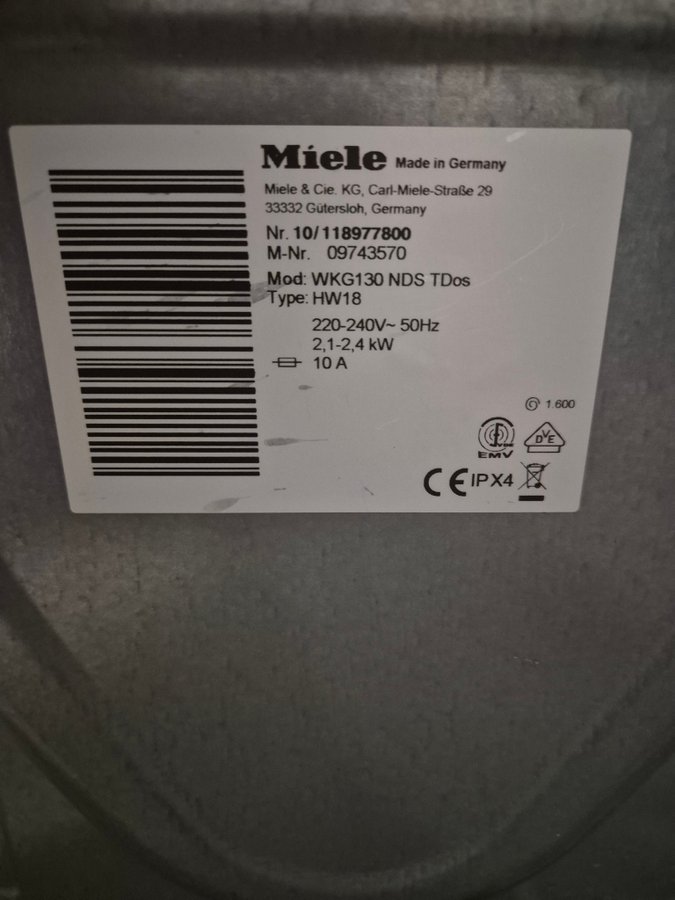 Miele Made in Germany
Miele & Cie. KG, Carl-Miele-Straße 29
33332 Gütersloh, Germany
Nr. 10/118977800
M-Nr. 09743570
Mod: WKG130 NDS TDos
Type: HW18
220-240V~ 50Hz
2,1-2,4 kW
10 A
1.600
VDE
EMV
DVE
CE IPX4